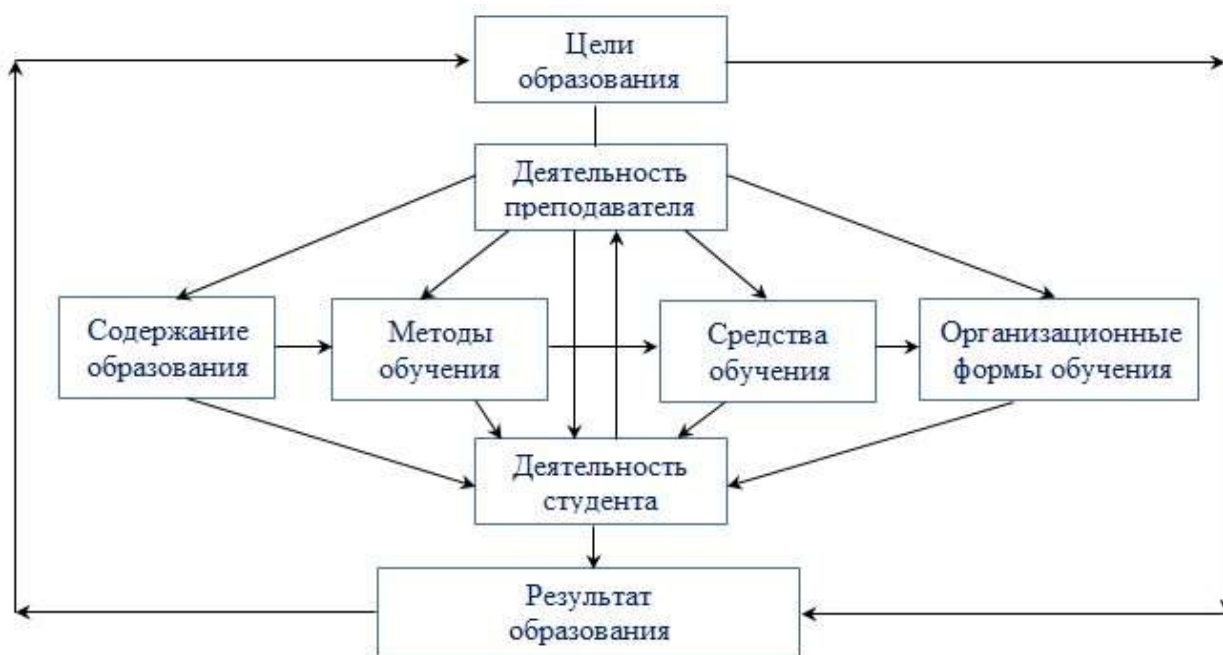 Цели
образования
Деятельность
преподавателя
Содержание
образования
Методы
обучения
Средства
обучения
Организационные
формы обучения
Деятельность
студента
Результат
образования